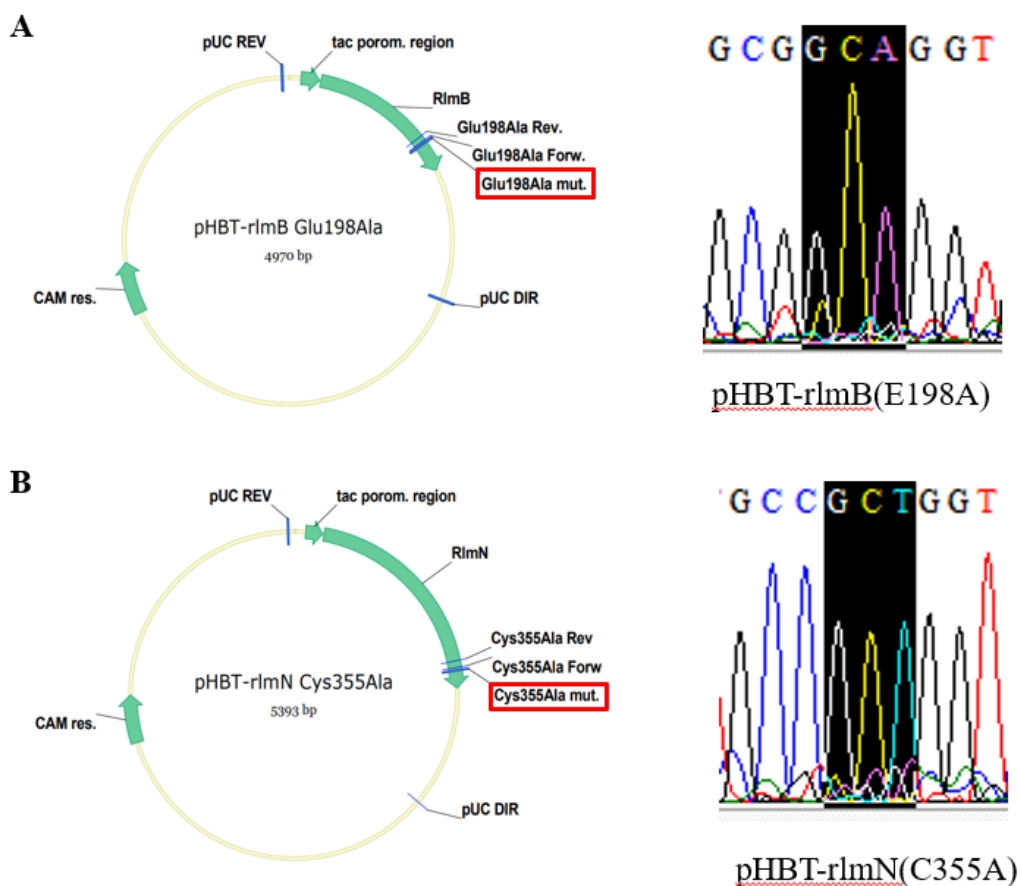 A
pUC REV
tac porom. region
RlmB
Glu198Ala Rev.
Glu198Ala Forw.
Glu198Ala mut.
pHBT-rlmB Glu198Ala
4970 bp
CAM res.
pUC DIR
G C G G C A G G T
pHBT-rlmB(E198A)
B
pUC REV
tac porom. region
RlmN
Cys355Ala Rev
Cys355Ala Forw
Cys355Ala mut.
pHBT-rlmN Cys355Ala
5393 bp
CAM res.
pUC DIR
G C C G C T G G T
pHBT-rlmN(C355A)